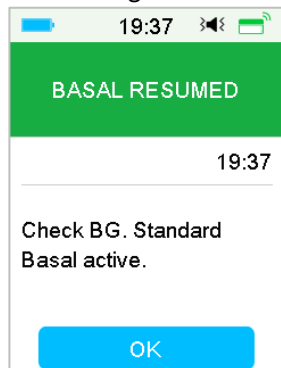 19:37
BASAL RESUMED
19:37
Check BG. Standard
Basal active.
OK